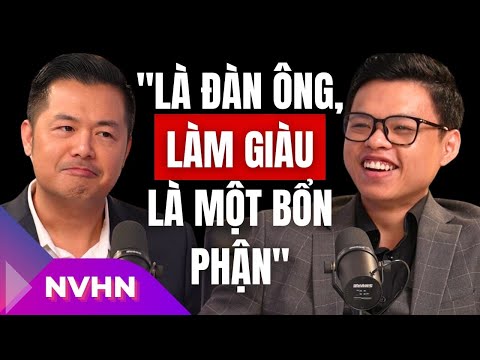 "LÀ ĐÀN ÔNG,
LÀM GIÀU
LÀ MỘT BỔN
PHẬN"
NVHN